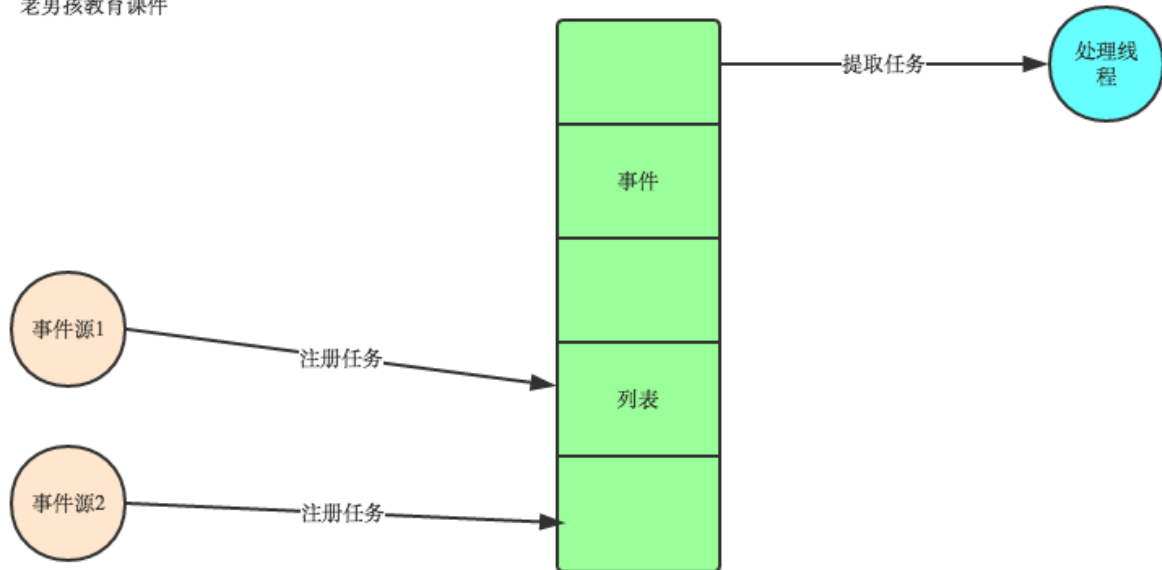 老男孩教育课件
提取任务
处理线
程
事件
事件源1
注册任务
列表
事件源2
注册任务